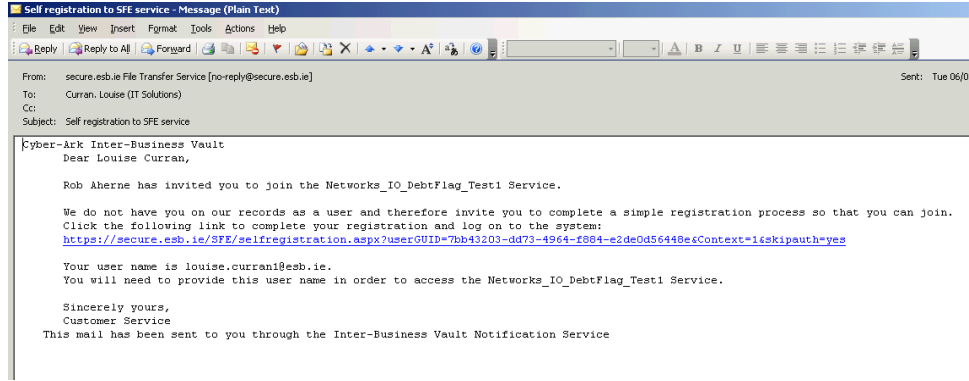 Self registration to SFE service - Message (Plain Text)
File Edit View Insert Format Tools Actions Help
Reply Reply to All Forward A B I U
From: secure.esb.ie File Transfer Service [no-reply@secure.esb.ie] Sent: Tue 06/0
To: Curran. Louise (IT Solutions)
Cc:
Subject: Self registration to SFE service
Cyber-Ark Inter-Business Vault
Dear Louise Curran,
Rob Aherne has invited you to join the Networks_IO_DebtFlag_Test1 Service.
We do not have you on our records as a user and therefore invite you to complete a simple registration process so that you can join.
Click the following link to complete your registration and log on to the system:
https://secure.esb.ie/SFE/selfregistration.aspx?userGUID=7bb43203-dd73-4964-f884-e2de0d56448e&Context=1&skipauth=yes
Your user name is louise.curran1@esb.ie.
You will need to provide this user name in order to access the Networks_IO_DebtFlag_Test1 Service.
Sincerely yours,
Customer Service
This mail has been sent to you through the Inter-Business Vault Notification Service